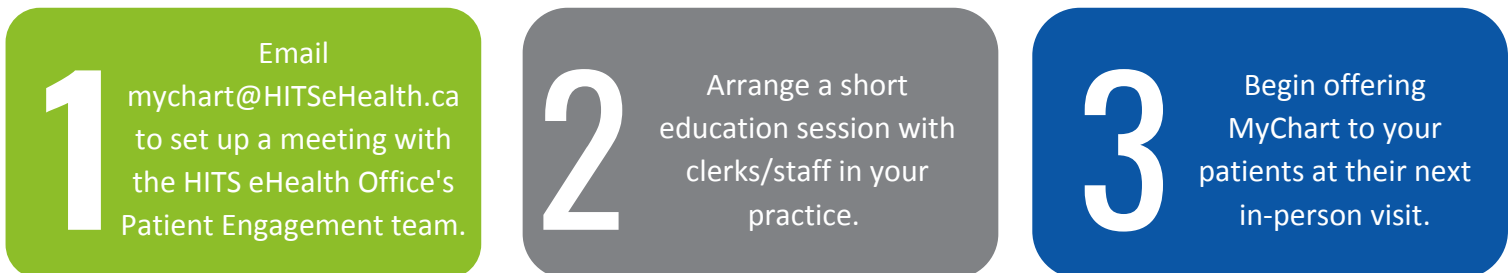 1
Email
mychart@HITSeHealth.ca
to set up a meeting with
the HITS eHealth Office's
Patient Engagement team.
2
Arrange a short
education session with
clerks/staff in your
practice.
3
Begin offering
MyChart to your
patients at their next
in-person visit.